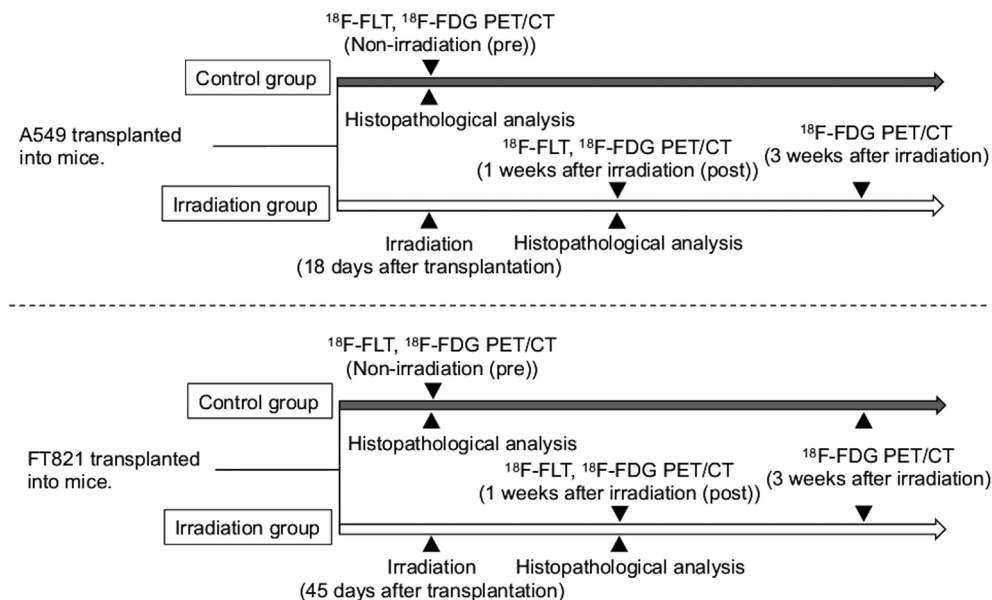 ¹⁸F-FLT, ¹⁸F-FDG PET/CT
(Non-irradiation (pre))
Control group
Histopathological analysis
A549 transplanted
into mice.
¹⁸F-FLT, ¹⁸F-FDG PET/CT
(1 weeks after irradiation (post))
¹⁸F-FDG PET/CT
(3 weeks after irradiation)
Irradiation group
Irradiation
(18 days after transplantation)
Histopathological analysis
¹⁸F-FLT, ¹⁸F-FDG PET/CT
(Non-irradiation (pre))
Control group
Histopathological analysis
FT821 transplanted
into mice.
¹⁸F-FLT, ¹⁸F-FDG PET/CT
(1 weeks after irradiation (post))
¹⁸F-FDG PET/CT
(3 weeks after irradiation)
Irradiation group
Irradiation
(45 days after transplantation)
Histopathological analysis